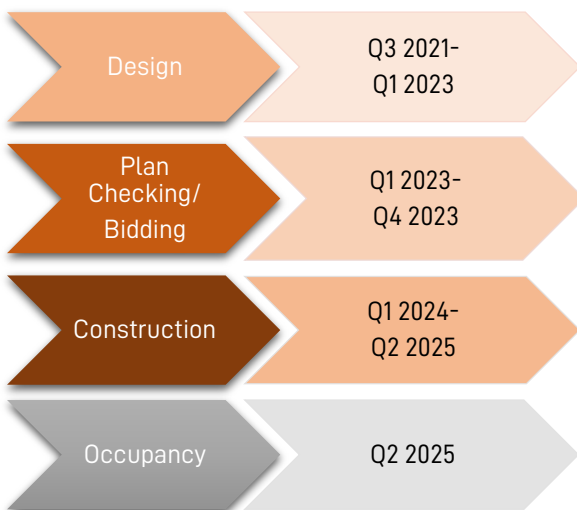 Design
Q3 2021-
Q1 2023
Plan
Checking/
Bidding
Q1 2023-
Q4 2023
Construction
Q1 2024-
Q2 2025
Occupancy
Q2 2025